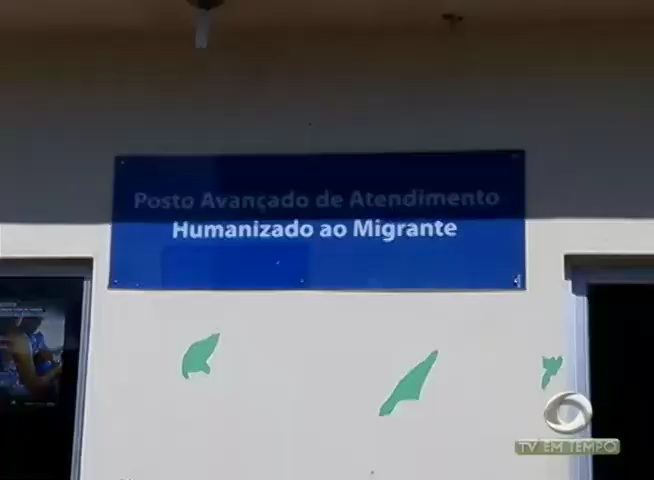 Posto Avançado de Atendimento
Humanizado ao Migrante
TV EM TEMPO